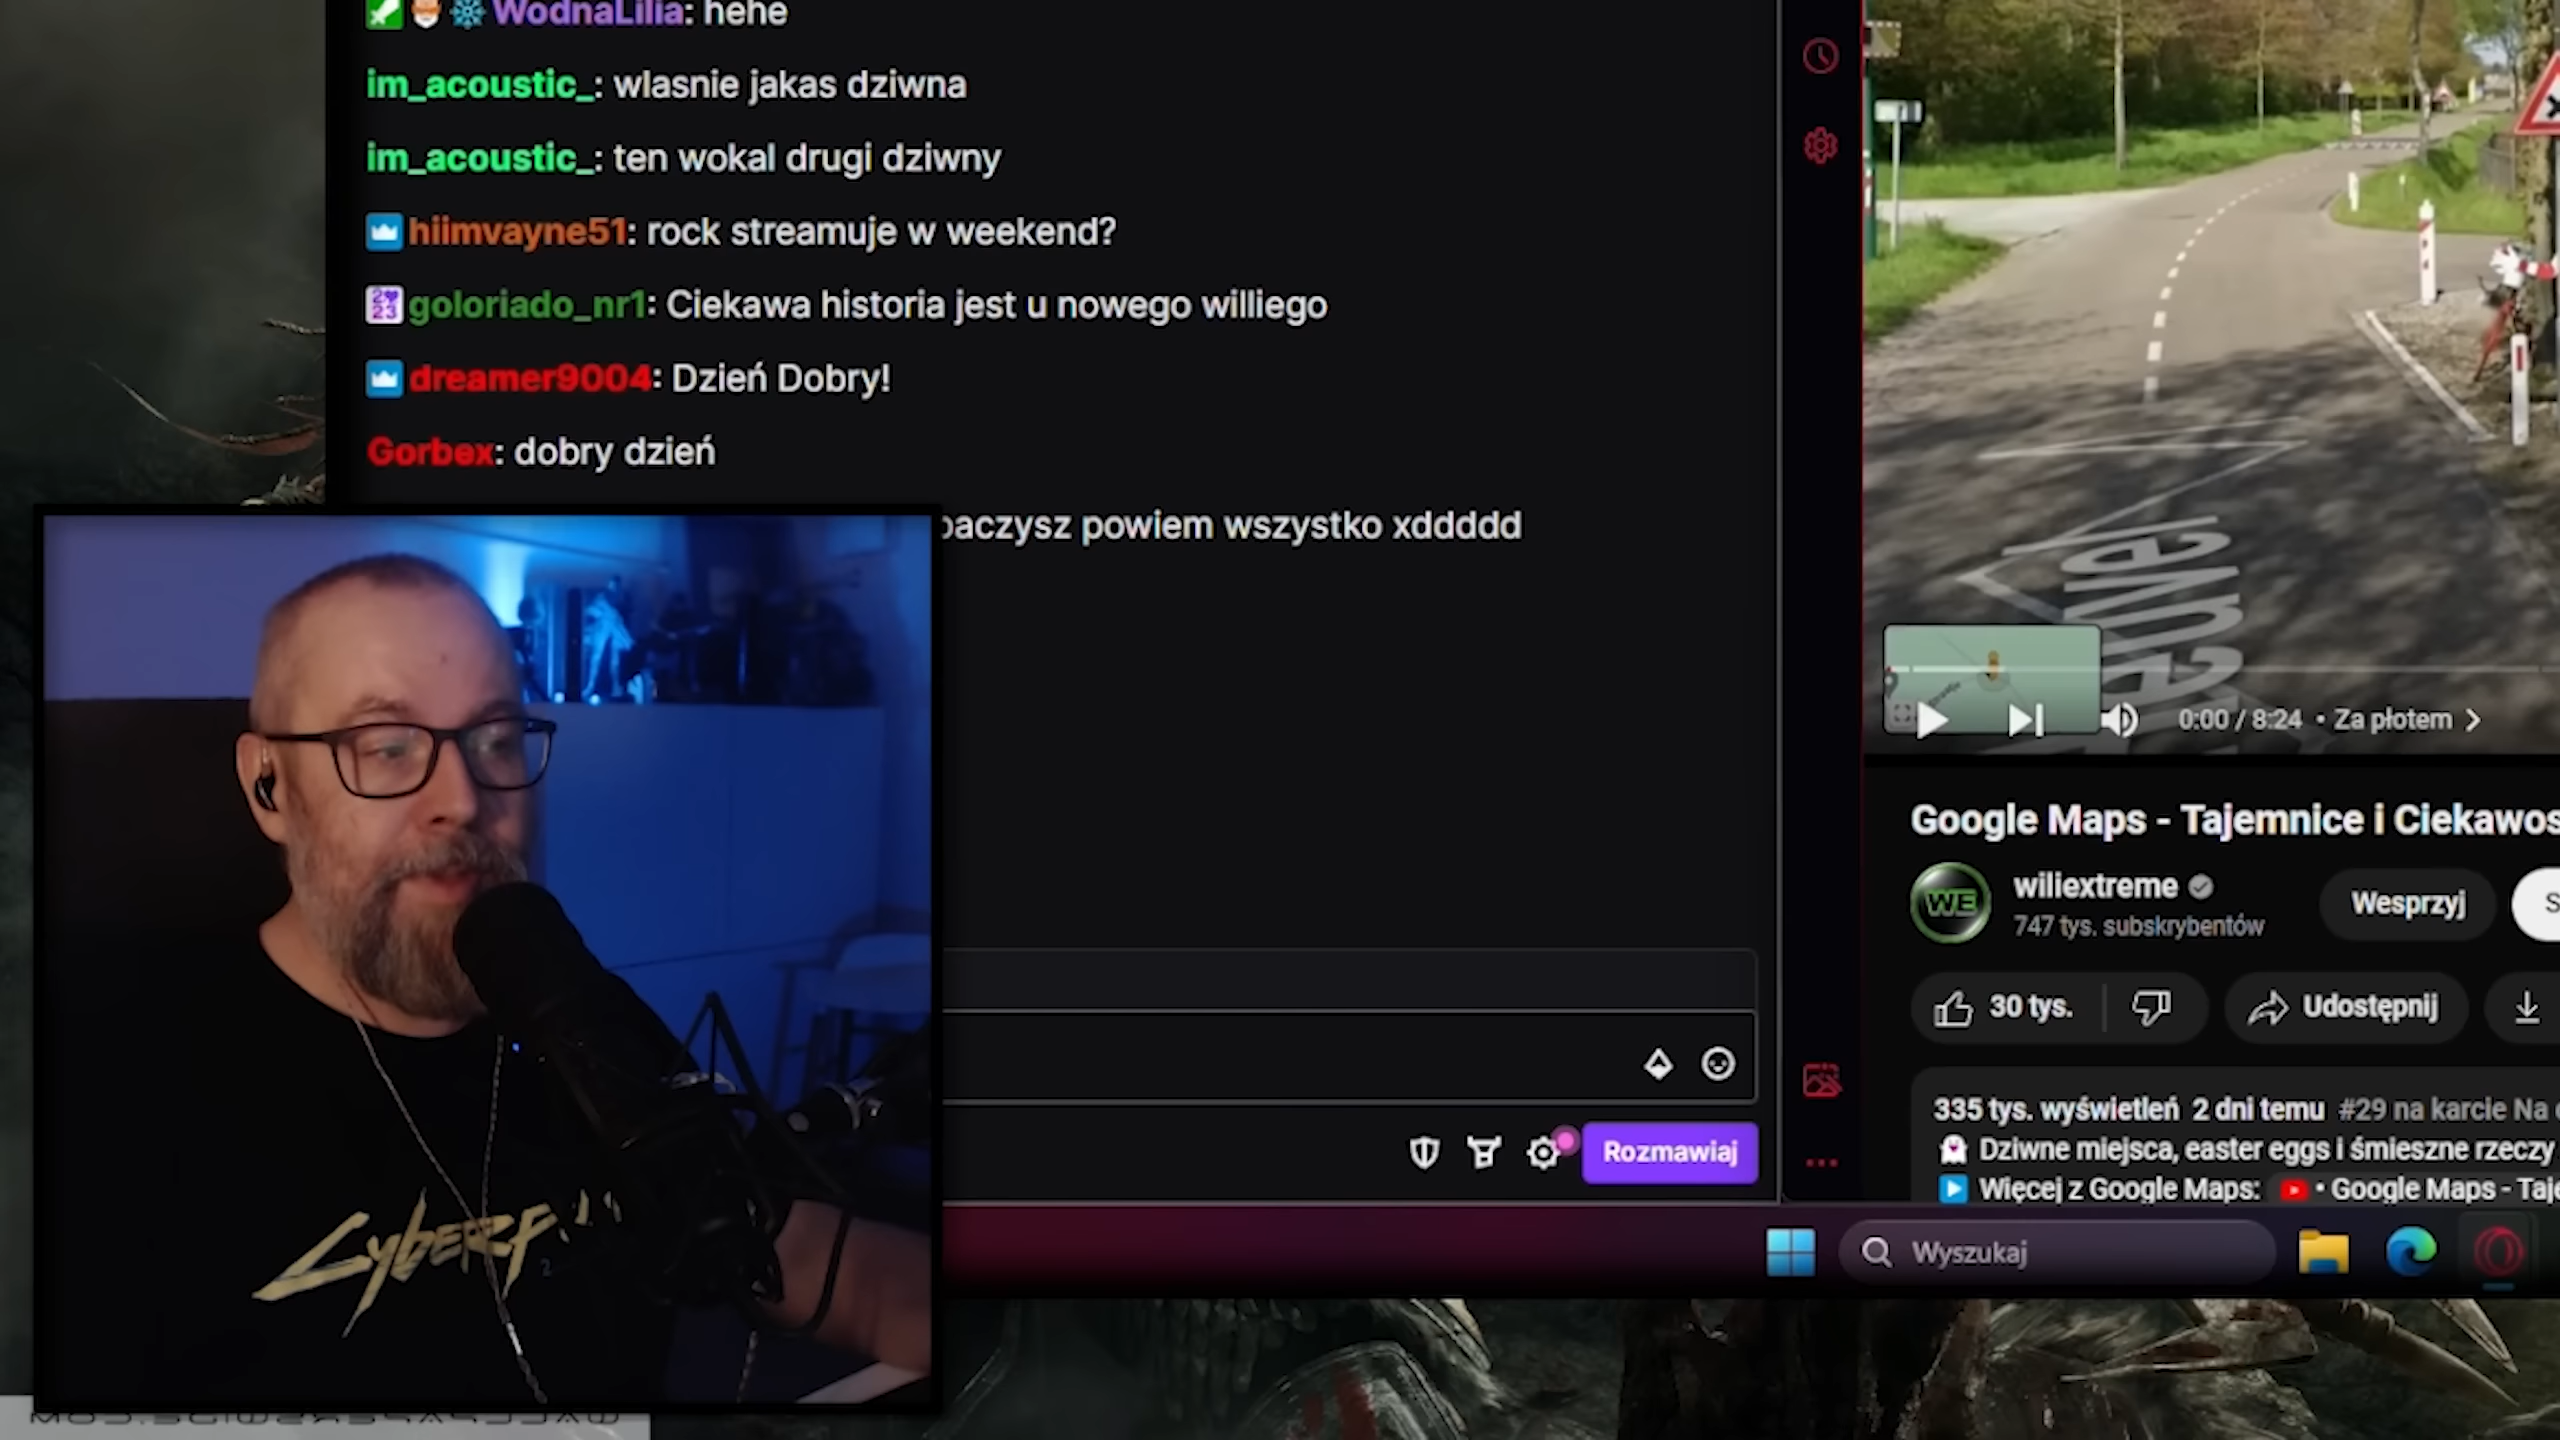 WodnaLilia: hehe
im_acoustic_: wlasnie jakas dziwna
im_acoustic_: ten wokal drugi dziwny
hiimvayne51: rock streamuje w weekend?
goloriado_nr1: Ciekawa historia jest u nowego williego
dreamer9004: Dzień Dobry!
Gorbex: dobry dzień
baczysz powiem wszystko xddddd
Rozmawiaj
0:00 / 8:24 • Za płotem
Google Maps - Tajemnice i Ciekawos
WE
wiliextreme
747 tys. subskrybentów
Wesprzyj
S
30 tys.
Udostępnij
335 tys. wyświetleń 2 dni temu #29 na karcie Na
Dziwne miejsca, easter eggs i śmieszne rzeczy
Więcej z Google Maps: • Google Maps - Taje
Wyszukaj